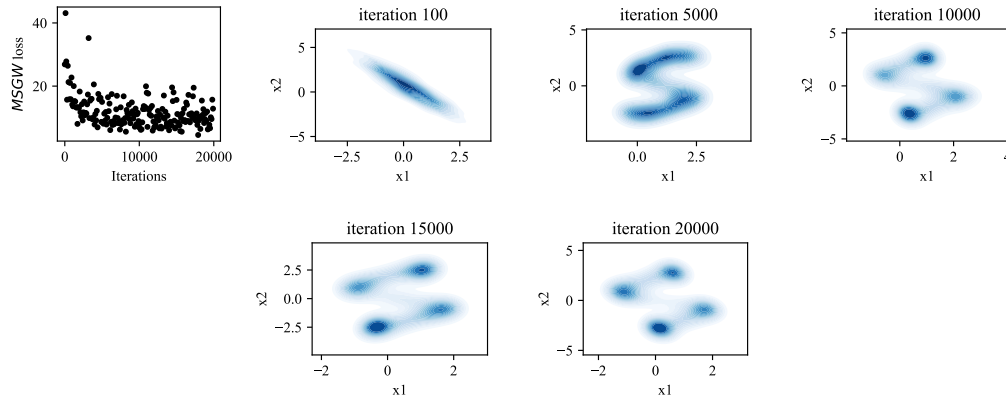 iteration 100
iteration 5000
iteration 10000
40
20
MSGW loss
0
10000
20000
Iterations
5
0
−5
x2
−2.5
0.0
2.5
x1
5
0
x2
0.0
2.5
x1
5
0
−5
x2
0
2
x1
iteration 15000
iteration 20000
2.5
0.0
−2.5
x2
−2
0
2
x1
5
0
−5
x2
−2
0
2
x1